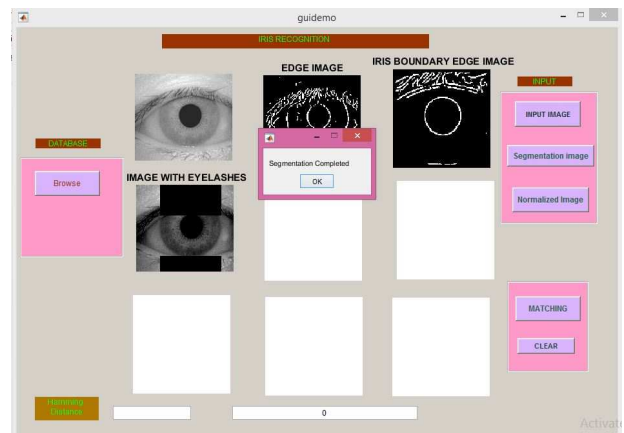 guidemo
IRIS RECOGNITION
EDGE IMAGE
IRIS BOUNDARY EDGE IMAGE
INPUT
INPUT IMAGE
DATABASE
Segmentation Completed
Segmentation image
OK
Browse
IMAGE WITH EYELASHES
Normalized Image
MATCHING
CLEAR
Hamming
Distance
0
Activate